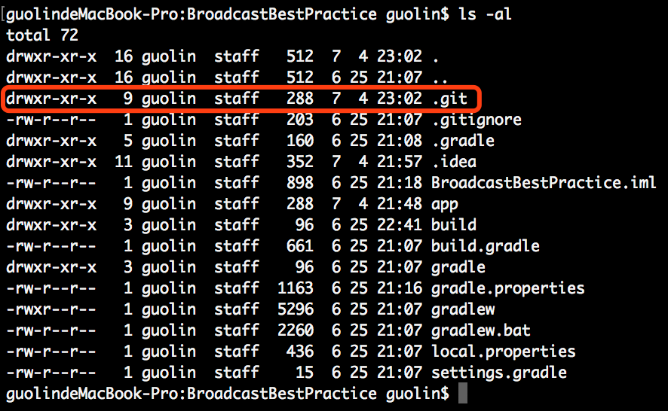 [guolindeMacBook-Pro:BroadcastBestPractice guolin$ ls -al
total 72
drwxr-xr-x  16 guolin  staff   512  7  4 23:02 .
drwxr-xr-x  16 guolin  staff   512  6 25 21:07 ..
drwxr-xr-x   9 guolin  staff   288  7  4 23:02 .git
-rw-r--r--   1 guolin  staff   203  6 25 21:07 .gitignore
drwxr-xr-x   5 guolin  staff   160  6 25 21:08 .gradle
drwxr-xr-x  11 guolin  staff   352  7  4 21:57 .idea
-rw-r--r--   1 guolin  staff   898  6 25 21:18 BroadcastBestPractice.iml
drwxr-xr-x   9 guolin  staff   288  7  4 21:48 app
drwxr-xr-x   3 guolin  staff    96  6 25 22:41 build
-rw-r--r--   1 guolin  staff   661  6 25 21:07 build.gradle
drwxr-xr-x   3 guolin  staff    96  6 25 21:07 gradle
-rw-r--r--   1 guolin  staff  1163  6 25 21:16 gradle.properties
-rwxr--r--   1 guolin  staff  5296  6 25 21:07 gradlew
-rw-r--r--   1 guolin  staff  2260  6 25 21:07 gradlew.bat
-rw-r--r--   1 guolin  staff   436  6 25 21:07 local.properties
-rw-r--r--   1 guolin  staff    15  6 25 21:07 settings.gradle
guolindeMacBook-Pro:BroadcastBestPractice guolin$